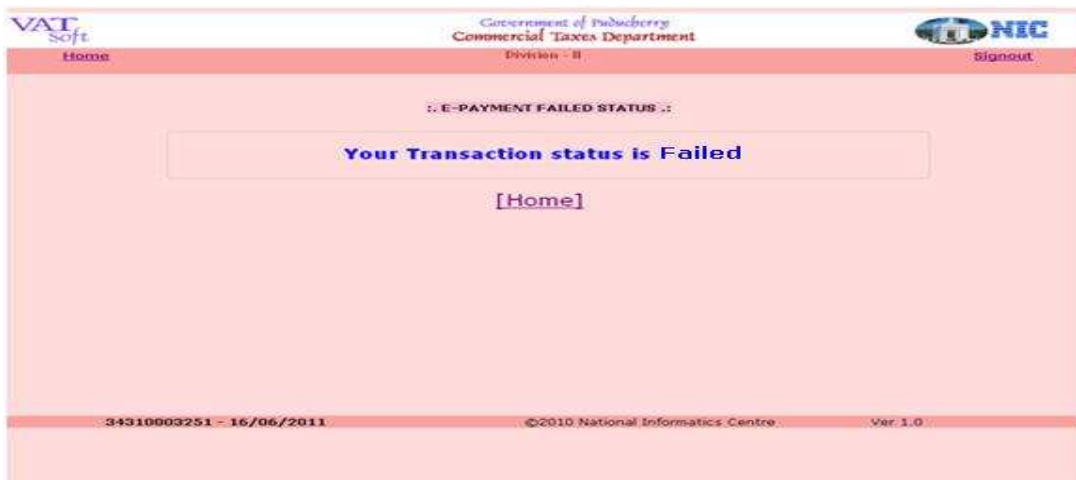 VAT
Soft
Government of Puducherry
Commercial Taxes Department
NIC
Home Division - II Signout
:. E-PAYMENT FAILED STATUS .:
Your Transaction status is Failed
[Home]
34310003251 - 16/06/2011 ©2010 National Informatics Centre Ver 1.0